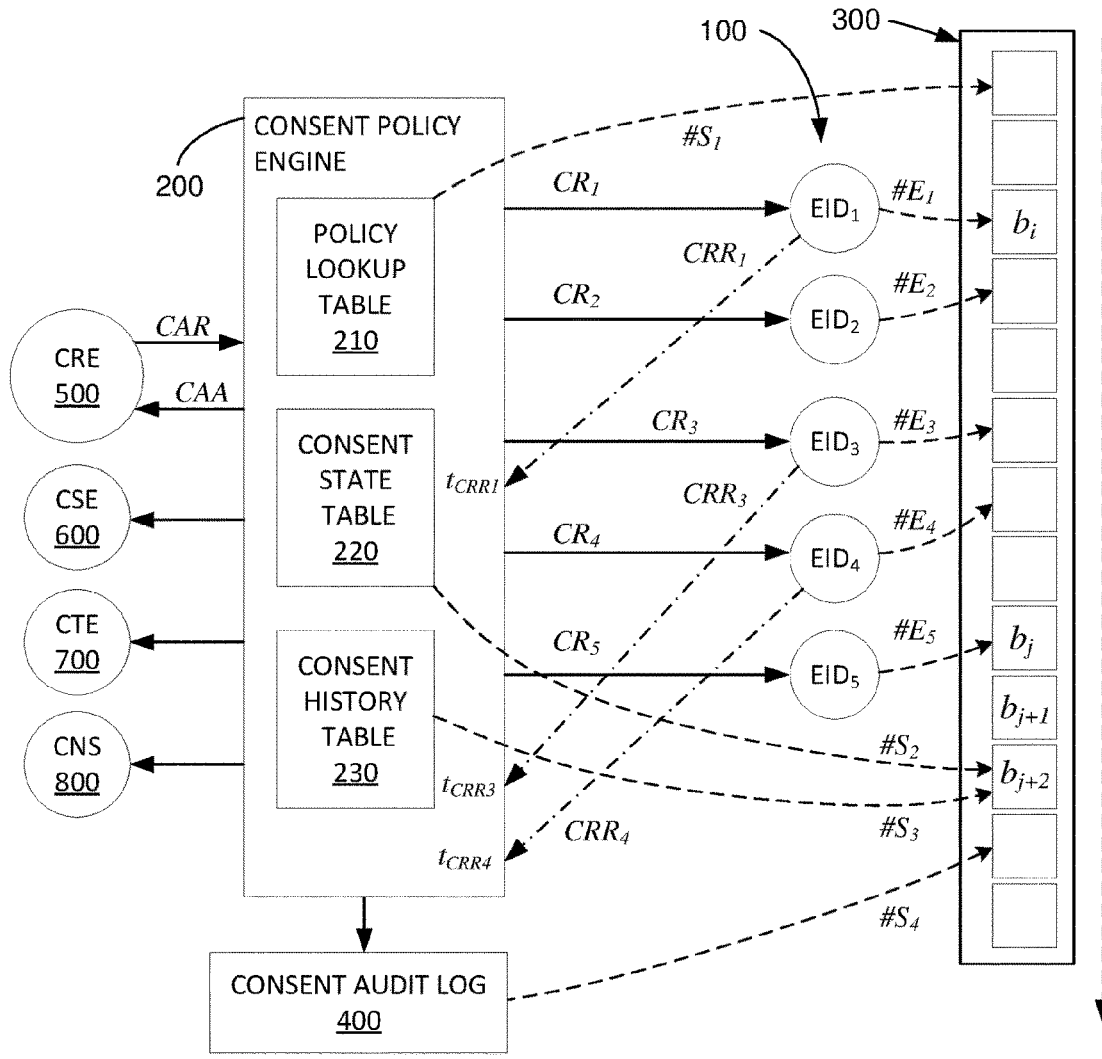 100
300
CONSENT POLICY
ENGINE
200
#S1
CR1
EID1
#E1
bi
POLICY
LOOKUP
TABLE
210
CRR1
CR2
EID2
#E2
CAR
CRE
500
CAA
CONSENT
STATE
TABLE
220
CR3
EID3
#E3
tCRR1
CRR3
CSE
600
CR4
EID4
#E4
CTE
700
CONSENT
HISTORY
TABLE
230
CR5
EID5
#E5
bj
bj+1
CNS
800
#S2
bj+2
tCRR3
#S3
CRR4
tCRR4
#S4
CONSENT AUDIT LOG
400